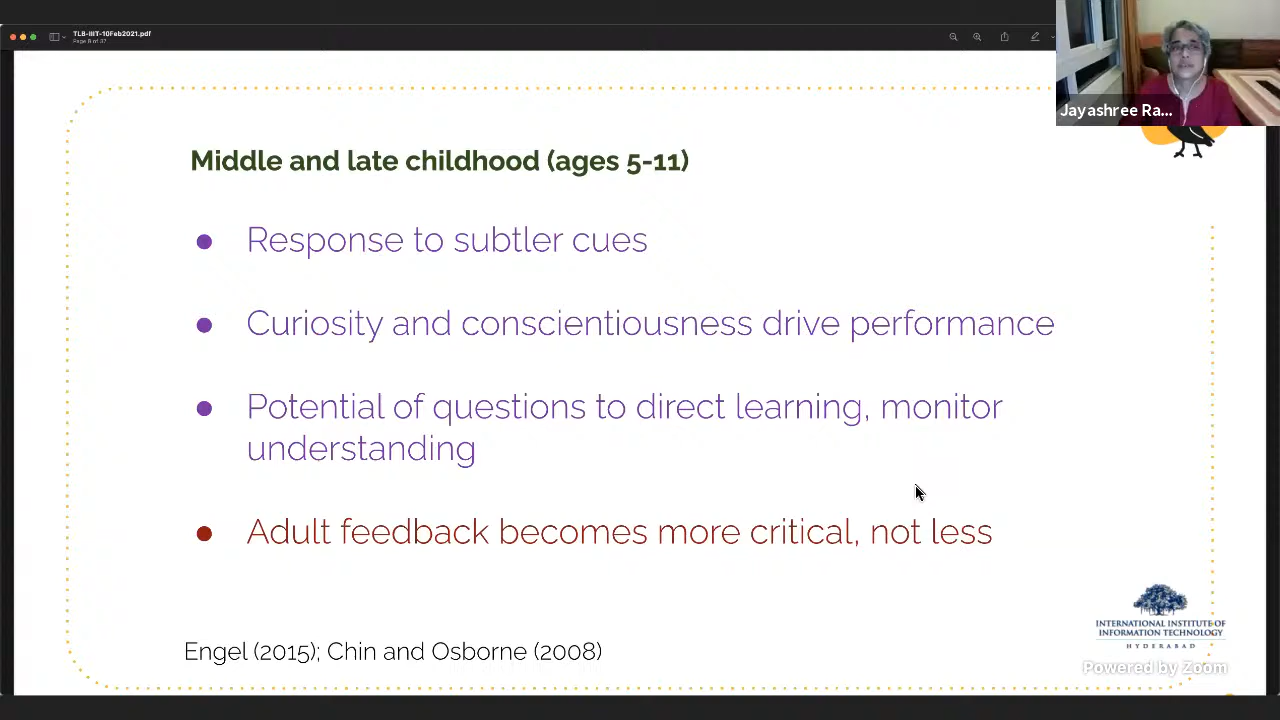 TLB-IIIT-10Feb2021.pdf
Page 8 of 37
Jayashree Ra...
Middle and late childhood (ages 5-11)
● Response to subtler cues
● Curiosity and conscientiousness drive performance
● Potential of questions to direct learning, monitor
understanding
● Adult feedback becomes more critical, not less
Engel (2015); Chin and Osborne (2008)
INTERNATIONAL INSTITUTE OF
INFORMATION TECHNOLOGY
HYDERABAD
Powered by Zoom